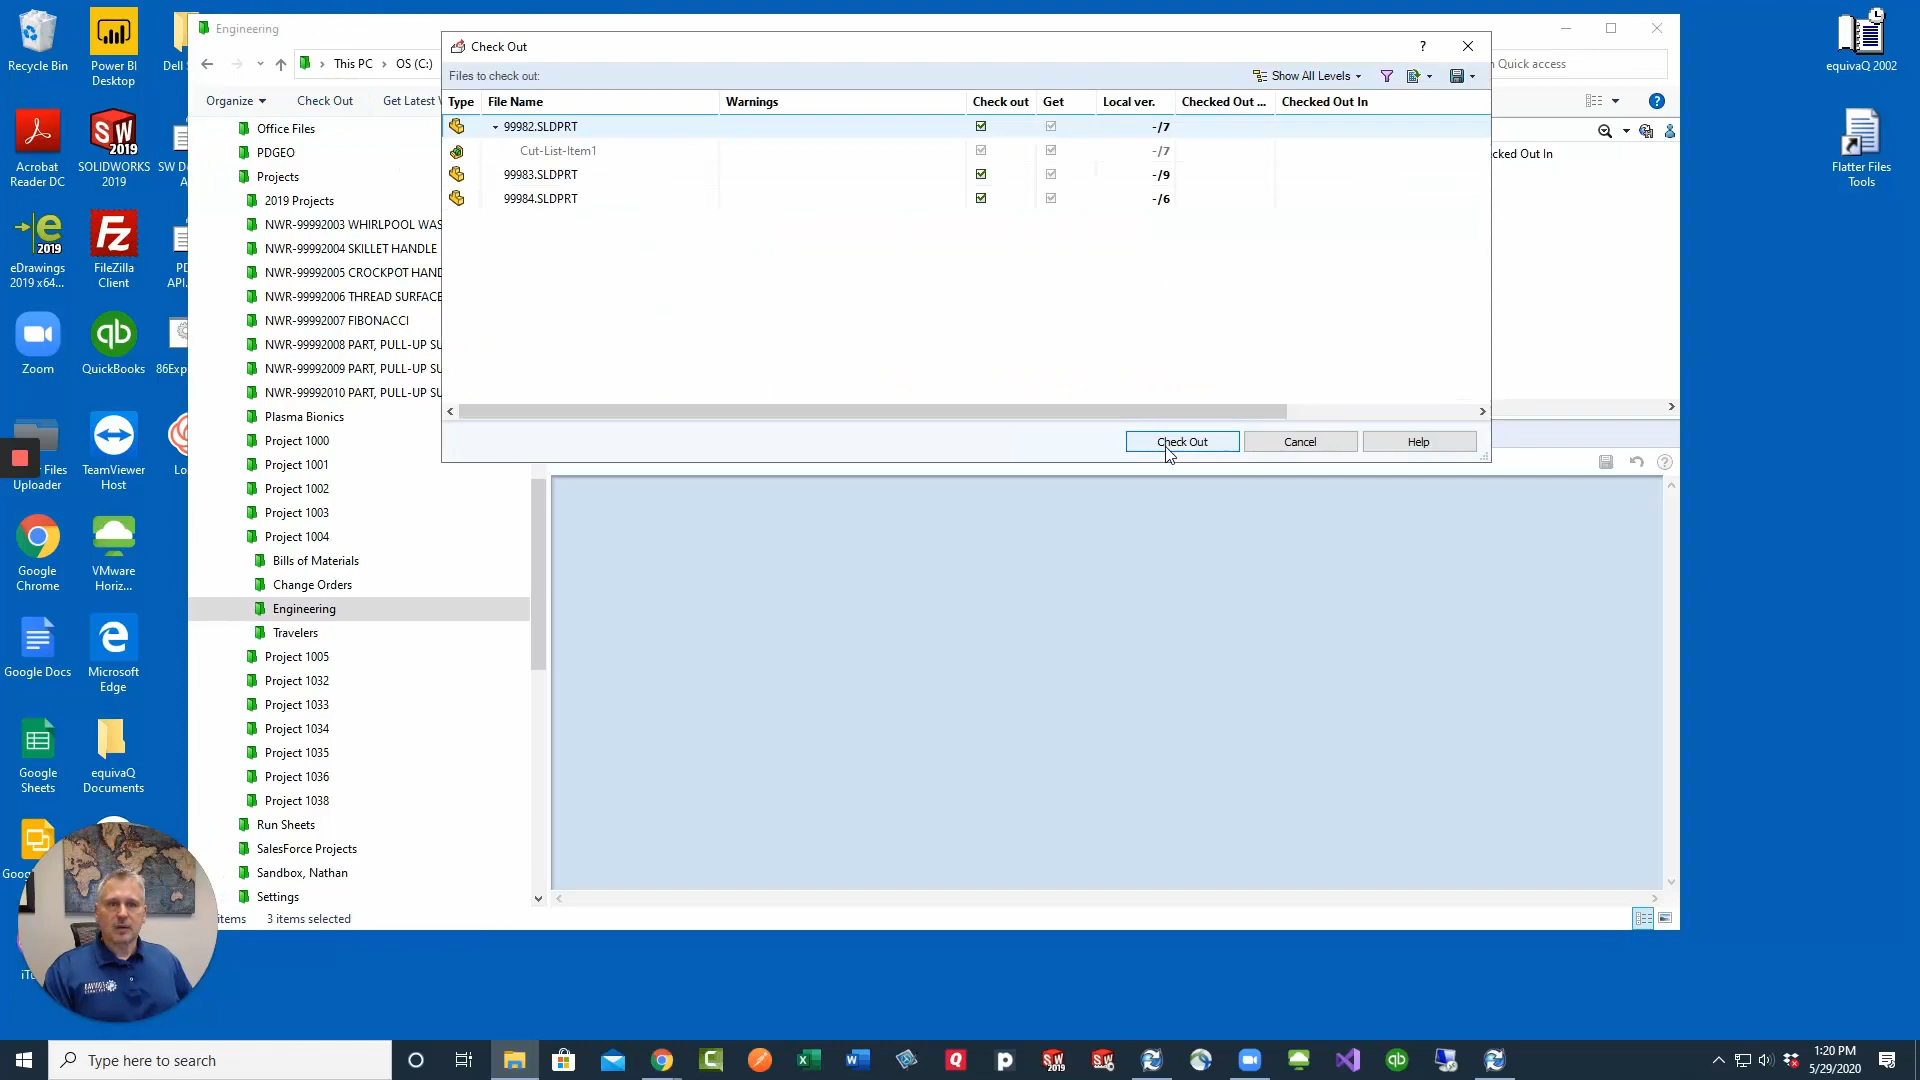 Recycle Bin
Power BI
Desktop
Dell
Acrobat
Reader DC
SOLIDWORKS
2019
SW D
eDrawings
2019 x64...
FileZilla
Client
PD
API.
Zoom
QuickBooks
86Exp
Files
Uploader
TeamViewer
Host
Lo
Google
Chrome
VMware
Horiz...
Google Docs
Microsoft
Edge
Google
Sheets
equivaQ
Documents
Goog
iTu
equivaQ 2002
Flatter Files
Tools
Engineering
This PC
OS (C:)
Quick access
Organize
Check Out
Get Latest V
cked Out In
Office Files
PDGEO
Projects
2019 Projects
NWR-99992003 WHIRLPOOL WAS
NWR-99992004 SKILLET HANDLE
NWR-99992005 CROCKPOT HAND
NWR-99992006 THREAD SURFACE
NWR-99992007 FIBONACCI
NWR-99992008 PART, PULL-UP SU
NWR-99992009 PART, PULL-UP SU
NWR-99992010 PART, PULL-UP SU
Plasma Bionics
Project 1000
Project 1001
Project 1002
Project 1003
Project 1004
Bills of Materials
Change Orders
Engineering
Travelers
Project 1005
Project 1032
Project 1033
Project 1034
Project 1035
Project 1036
Project 1038
Run Sheets
SalesForce Projects
Sandbox, Nathan
Settings
items 3 items selected
Check Out
Files to check out:
Show All Levels
Type File Name Warnings Check out Get Local ver. Checked Out ... Checked Out In
99982.SLDPRT -/7
Cut-List-Item1 -/7
99983.SLDPRT -/9
99984.SLDPRT -/6
Check Out Cancel Help
Type here to search
1:20 PM
5/29/2020